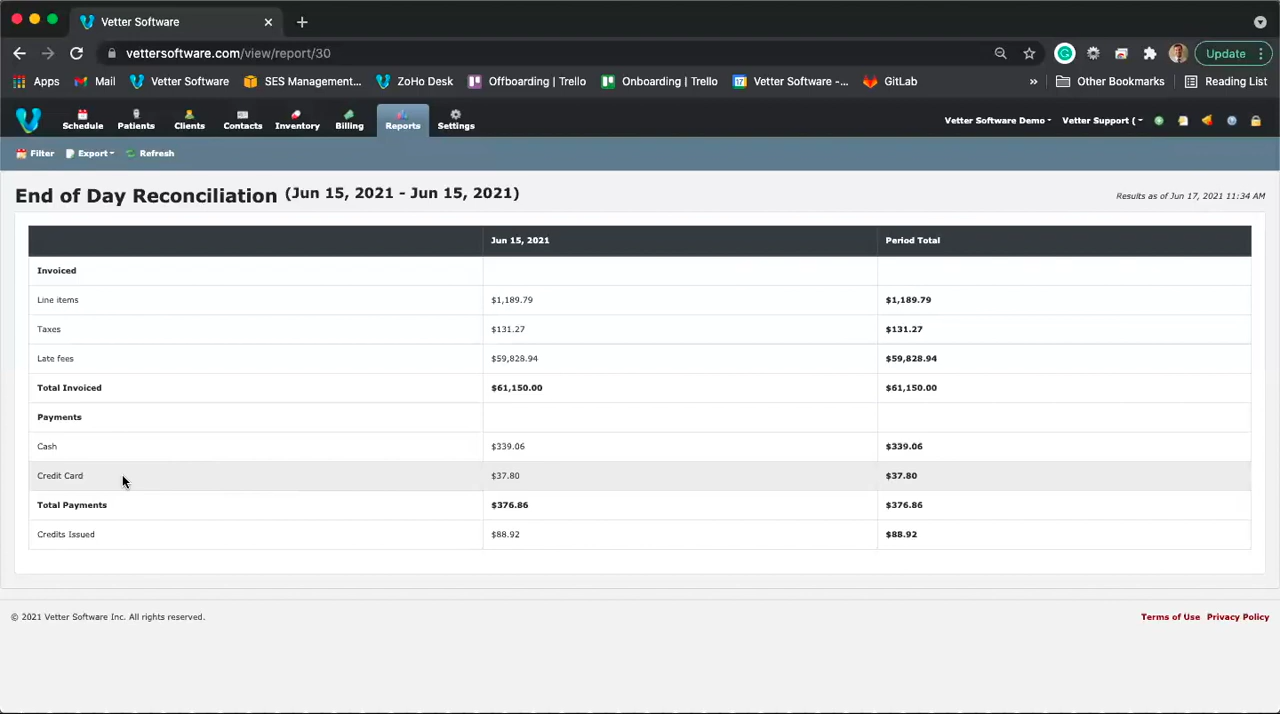 Vetter Software
vettersoftware.com/view/report/30
Update
Apps Mail Vetter Software SES Management... ZoHo Desk Offboarding | Trello Onboarding | Trello Vetter Software -... GitLab » Other Bookmarks Reading List
Schedule Patients Clients Contacts Inventory Billing Reports Settings Vetter Software Demo Vetter Support (
Filter Export Refresh
End of Day Reconciliation (Jun 15, 2021 - Jun 15, 2021) Results as of Jun 17, 2021 11:34 AM
Jun 15, 2021 Period Total
Invoiced
Line items $1,189.79 $1,189.79
Taxes $131.27 $131.27
Late fees $59,828.94 $59,828.94
Total Invoiced $61,150.00 $61,150.00
Payments
Cash $339.06 $339.06
Credit Card $37.80 $37.80
Total Payments $376.86 $376.86
Credits Issued $88.92 $88.92
© 2021 Vetter Software Inc. All rights reserved. Terms of Use Privacy Policy